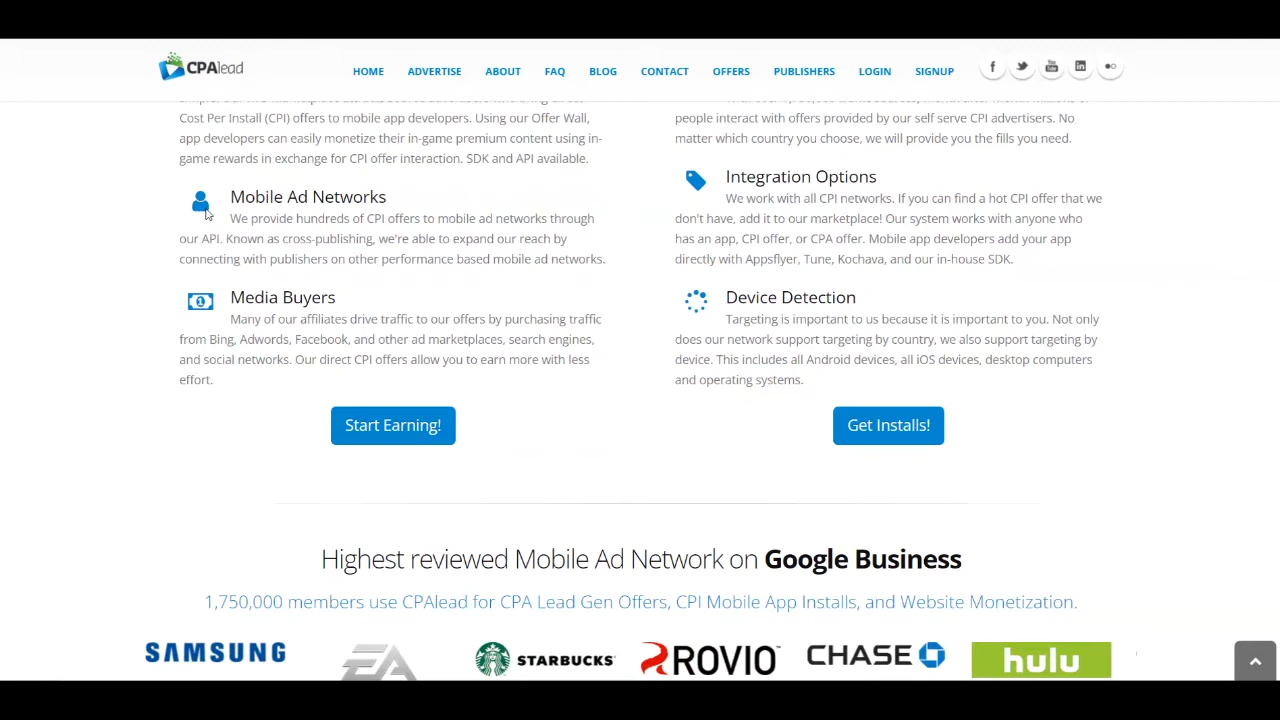 CPAlead
HOME ADVERTISE ABOUT FAQ BLOG CONTACT OFFERS PUBLISHERS LOGIN SIGNUP
Cost Per Install (CPI) offers to mobile app developers. Using our Offer Wall,
app developers can easily monetize their in-game premium content using in-
game rewards in exchange for CPI offer interaction. SDK and API available.
Mobile Ad Networks
We provide hundreds of CPI offers to mobile ad networks through
our API. Known as cross-publishing, we're able to expand our reach by
connecting with publishers on other performance based mobile ad networks.
Media Buyers
Many of our affiliates drive traffic to our offers by purchasing traffic
from Bing, Adwords, Facebook, and other ad marketplaces, search engines,
and social networks. Our direct CPI offers allow you to earn more with less
effort.
Start Earning!
people interact with offers provided by our self serve CPI advertisers. No
matter which country you choose, we will provide you the fills you need.
Integration Options
We work with all CPI networks. If you can find a hot CPI offer that we
don't have, add it to our marketplace! Our system works with anyone who
has an app, CPI offer, or CPA offer. Mobile app developers add your app
directly with Appsflyer, Tune, Kochava, and our in-house SDK.
Device Detection
Targeting is important to us because it is important to you. Not only
does our network support targeting by country, we also support targeting by
device. This includes all Android devices, all iOS devices, desktop computers
and operating systems.
Get Installs!
Highest reviewed Mobile Ad Network on Google Business
1,750,000 members use CPAlead for CPA Lead Gen Offers, CPI Mobile App Installs, and Website Monetization.
SAMSUNG EA STARBUCKS ROVIO CHASE hulu